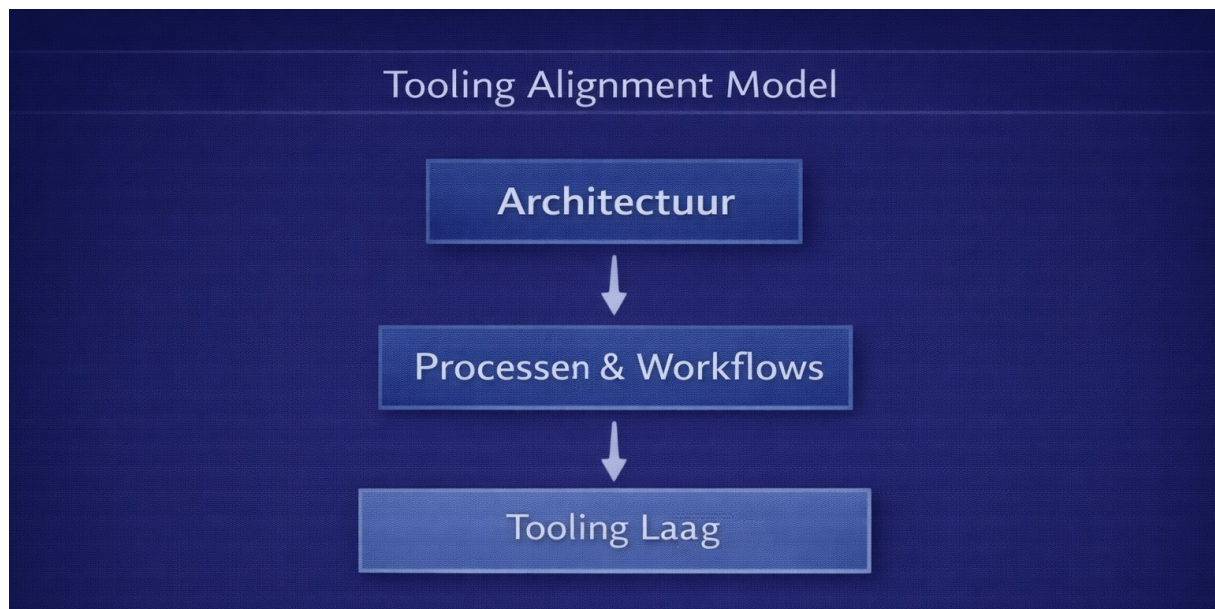 Tooling Alignment Model
Architectuur
Processen & Workflows
Tooling Laag